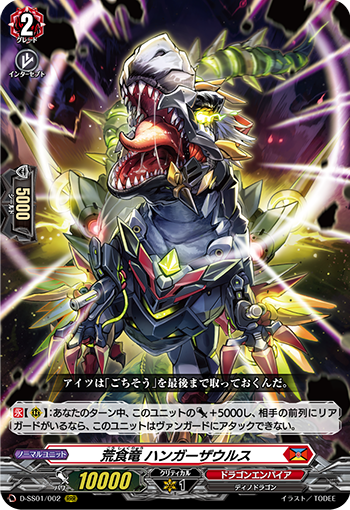 2
グレード
インターセプト
5000
シールド
アイツは「ごちそう」を最後まで取っておくんだ。
永【】:あなたのターン中、このユニットの+5000し、相手の前列にリア
ガードがいるなら、このユニットはヴァンガードにアタックできない。
ノーマルユニット
荒食竜 ハンガーザウルス
パワー
10000
クリティカル
1
ドラゴンエンパイア
ティノドラゴン
D-SS01/002 RRR
イラスト/TODEE